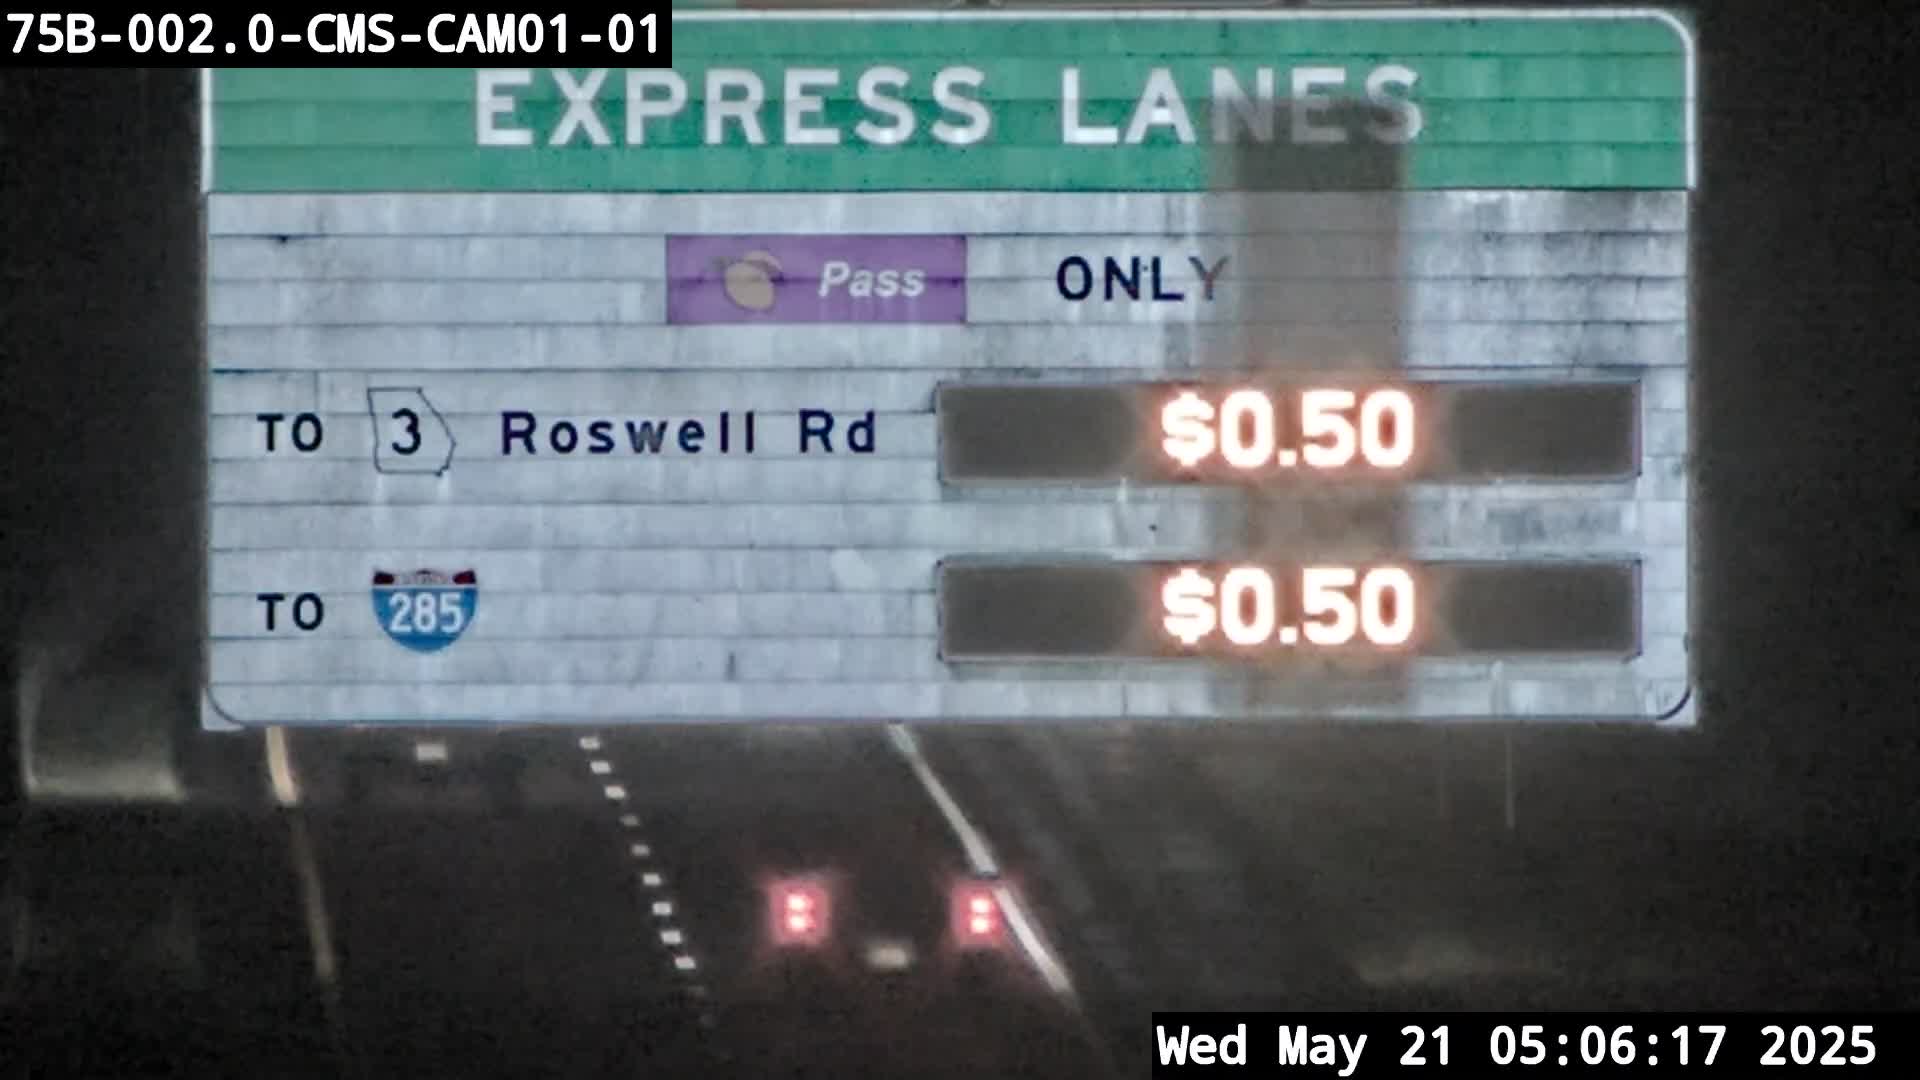 75B-002.0-CMS-CAM01-01
EXPRESS LANES
Pass ONLY
TO 3 Roswell Rd $0.50
TO 285 $0.50
Wed May 21 05:06:17 2025